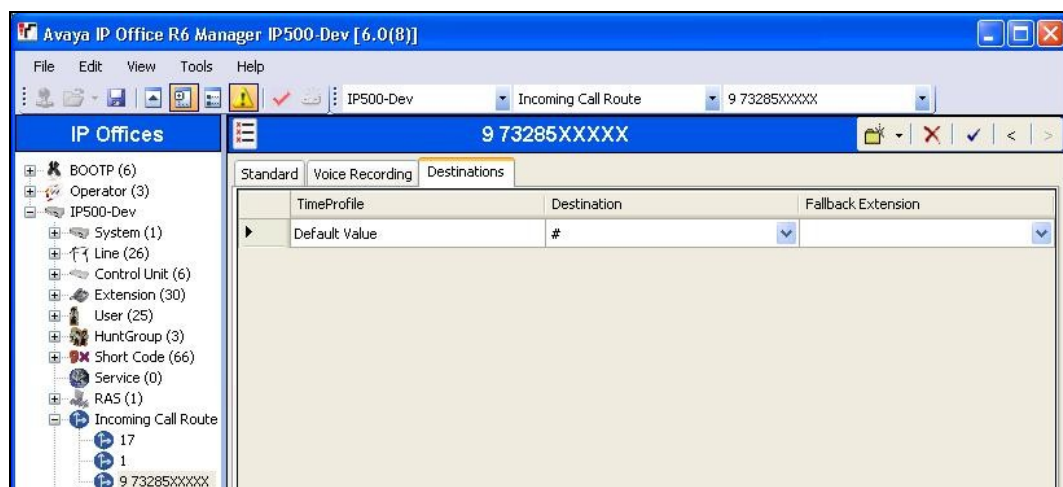 Avaya IP Office R6 Manager IP500-Dev [6.0(8)]
File Edit View Tools Help
IP500-Dev Incoming Call Route 9 73285XXXXX
IP Offices
9 73285XXXXX
BOOTP (6)
Operator (3)
IP500-Dev
System (1)
Line (26)
Control Unit (6)
Extension (30)
User (25)
HuntGroup (3)
Short Code (66)
Service (0)
RAS (1)
Incoming Call Route
17
1
9 73285XXXXX
Standard Voice Recording Destinations
TimeProfile Destination Fallback Extension
Default Value #